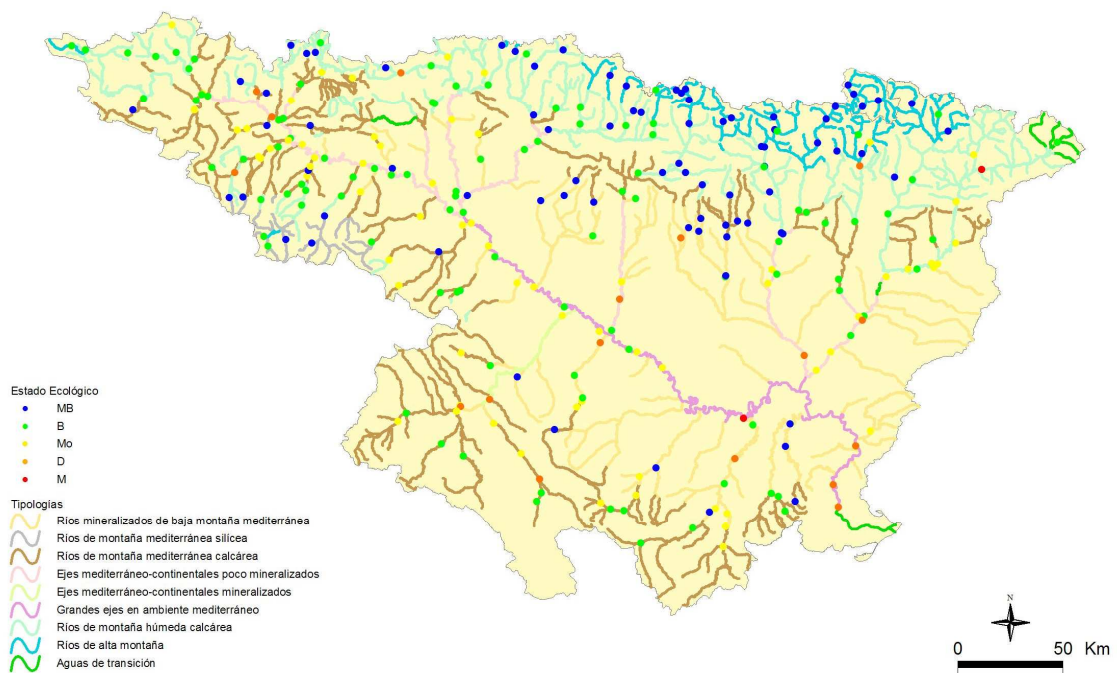 Estado Ecológico
MB
B
Mo
D
M
Tipologías
Ríos mineralizados de baja montaña mediterránea
Ríos de montaña mediterránea silícea
Ríos de montaña mediterránea calcárea
Ejes mediterráneo-continentales poco mineralizados
Ejes mediterráneo-continentales mineralizados
Grandes ejes en ambiente mediterráneo
Ríos de montaña húmeda calcárea
Ríos de alta montaña
Aguas de transición
N
0 50 Km